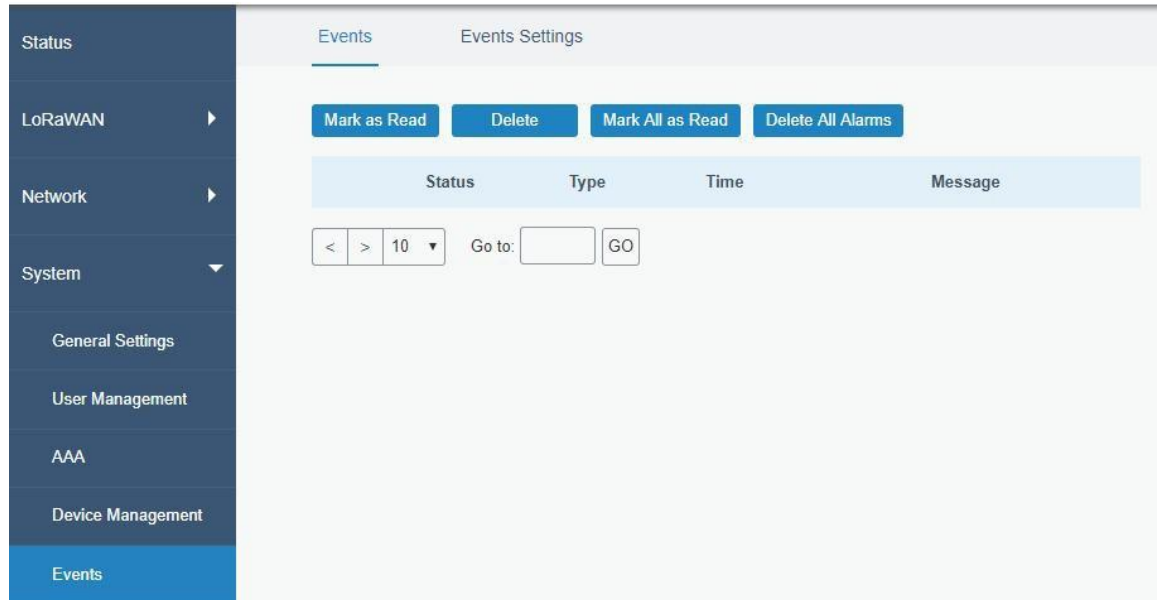 Status
LoRaWAN
Network
System
General Settings
User Management
AAA
Device Management
Events
Events Events Settings
Mark as Read Delete Mark All as Read Delete All Alarms
Status Type Time Message
< > 10 Go to: GO